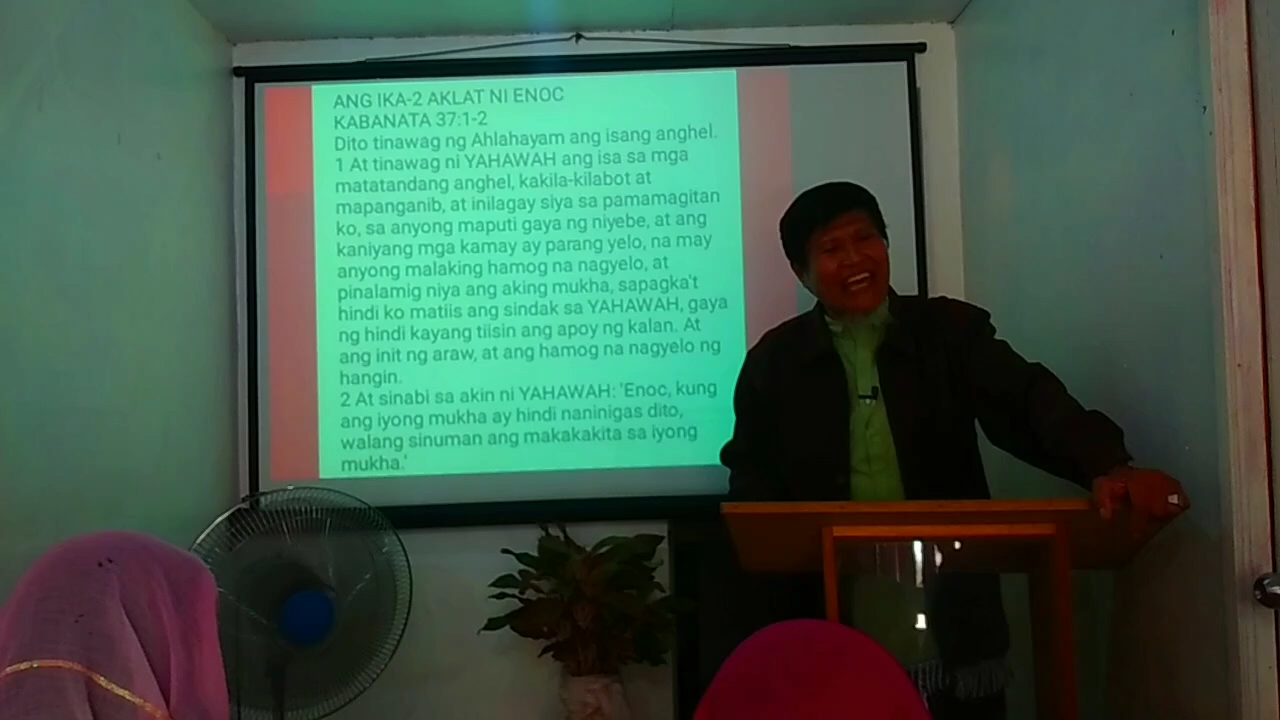 ANG IKA-2 AKLAT NI ENOC
KABANATA 37:1-2
Dito tinawag ng Ahlahayam ang isang anghel.
1 At tinawag ni YAHAWAH ang isa sa mga
matatandang anghel, kakila-kilabot at
mapanganib, at inilagay siya sa pamamagitan
ko, sa anyong maputi gaya ng niyebe, at ang
kaniyang mga kamay ay parang yelo, na may
anyong malaking hamog na nagyelo, at
pinalamig niya ang aking mukha, sapagka't
hindi ko matiis ang sindak sa YAHAWAH, gaya
ng hindi kayang tiisin ang apoy ng kalan. At
ang init ng araw, at ang hamog na nagyelo ng
hangin.
2 At sinabi sa akin ni YAHAWAH: 'Enoc, kung
ang iyong mukha ay hindi naninigas dito,
walang sinuman ang makakakita sa iyong
mukha.'